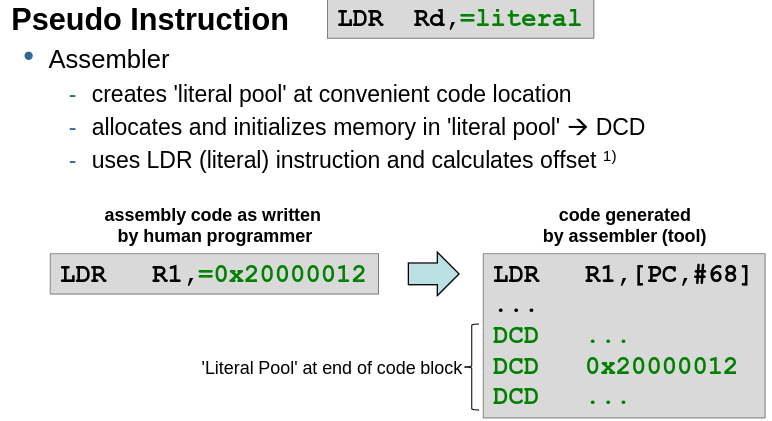 Pseudo Instruction
LDR Rd,=literal
• Assembler
- creates 'literal pool' at convenient code location
- allocates and initializes memory in 'literal pool' → DCD
- uses LDR (literal) instruction and calculates offset 1)
assembly code as written
by human programmer
LDR R1,=0x20000012
code generated
by assembler (tool)
LDR R1,[PC,#68]
...
DCD ...
DCD 0x20000012
DCD ...
'Literal Pool' at end of code block